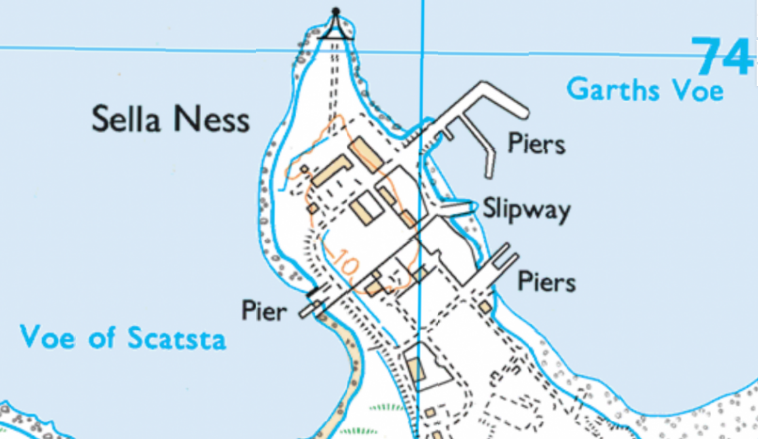 74
Garths Voe
Sella Ness
Piers
Slipway
10
Piers
Pier
Voe of Scatsta